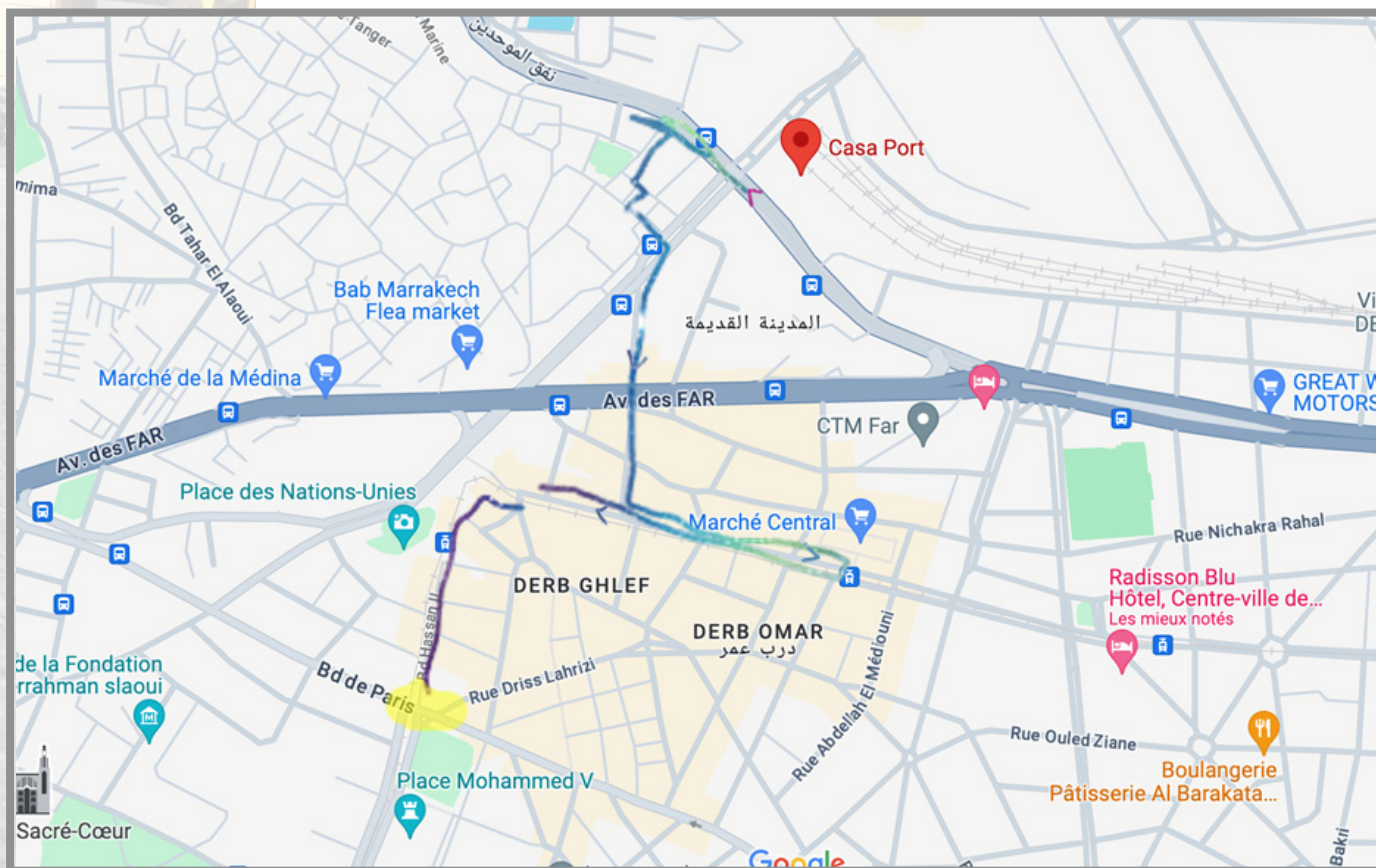 Tanger
Marine
نفق الموحدين
Casa Port
mima
Bd Tahar El Alaoui
Bab Marrakech
Flea market
المدينة القديمة
Vi
DE
Marché de la Médina
Av. des FAR
GREAT W
MOTORS
CTM Far
Av. des FAR
Place des Nations-Unies
Marché Central
Rue Nichakra Rahal
DERB GHLEF
Radisson Blu
Hôtel, Centre-ville de...
Les mieux notés
DERB OMAR
درب عمر
Bd Hassan II
Rue Abdellah El Médiouni
de la Fondation
rrahman slaoui
Bd de Paris
Rue Driss Lahrizi
Rue Ouled Ziane
Place Mohammed V
Boulangerie
Pâtisserie Al Barakata...
Sacré-Cœur
Bakri
Google